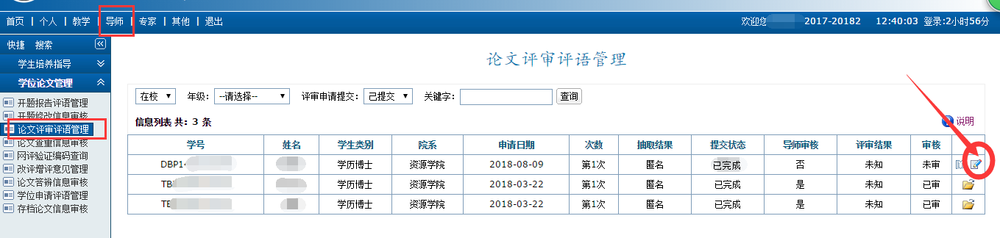 首页 | 个人 | 教学 | 导师 | 专家 | 其他 | 退出
欢迎您 2017-20182 12:40:03 登录:2小时56分
快捷 搜索
学生培养指导
学位论文管理
开题报告评语管理
开题修改信息审核
论文评审评语管理
论文查重信息审核
网评验证编码查询
改评增评意见管理
论文答辩信息审核
学位申请评语管理
存档论文信息审核
论文评审评语管理
在校 年级: --请选择-- 评审申请提交: 已提交 关键字: 查询
信息列表 共: 3 条 说明
学号 姓名 学生类别 院系 申请日期 次数 抽取结果 提交状态 导师审核 评审结果 审核
DBP1 学历博士 资源学院 2018-08-09 第1次 匿名 已完成 否 未知 未审
学历博士 资源学院 2018-03-22 第1次 匿名 已完成 是 未知 已审
学历博士 资源学院 2018-03-22 第1次 匿名 已完成 是 未知 已审